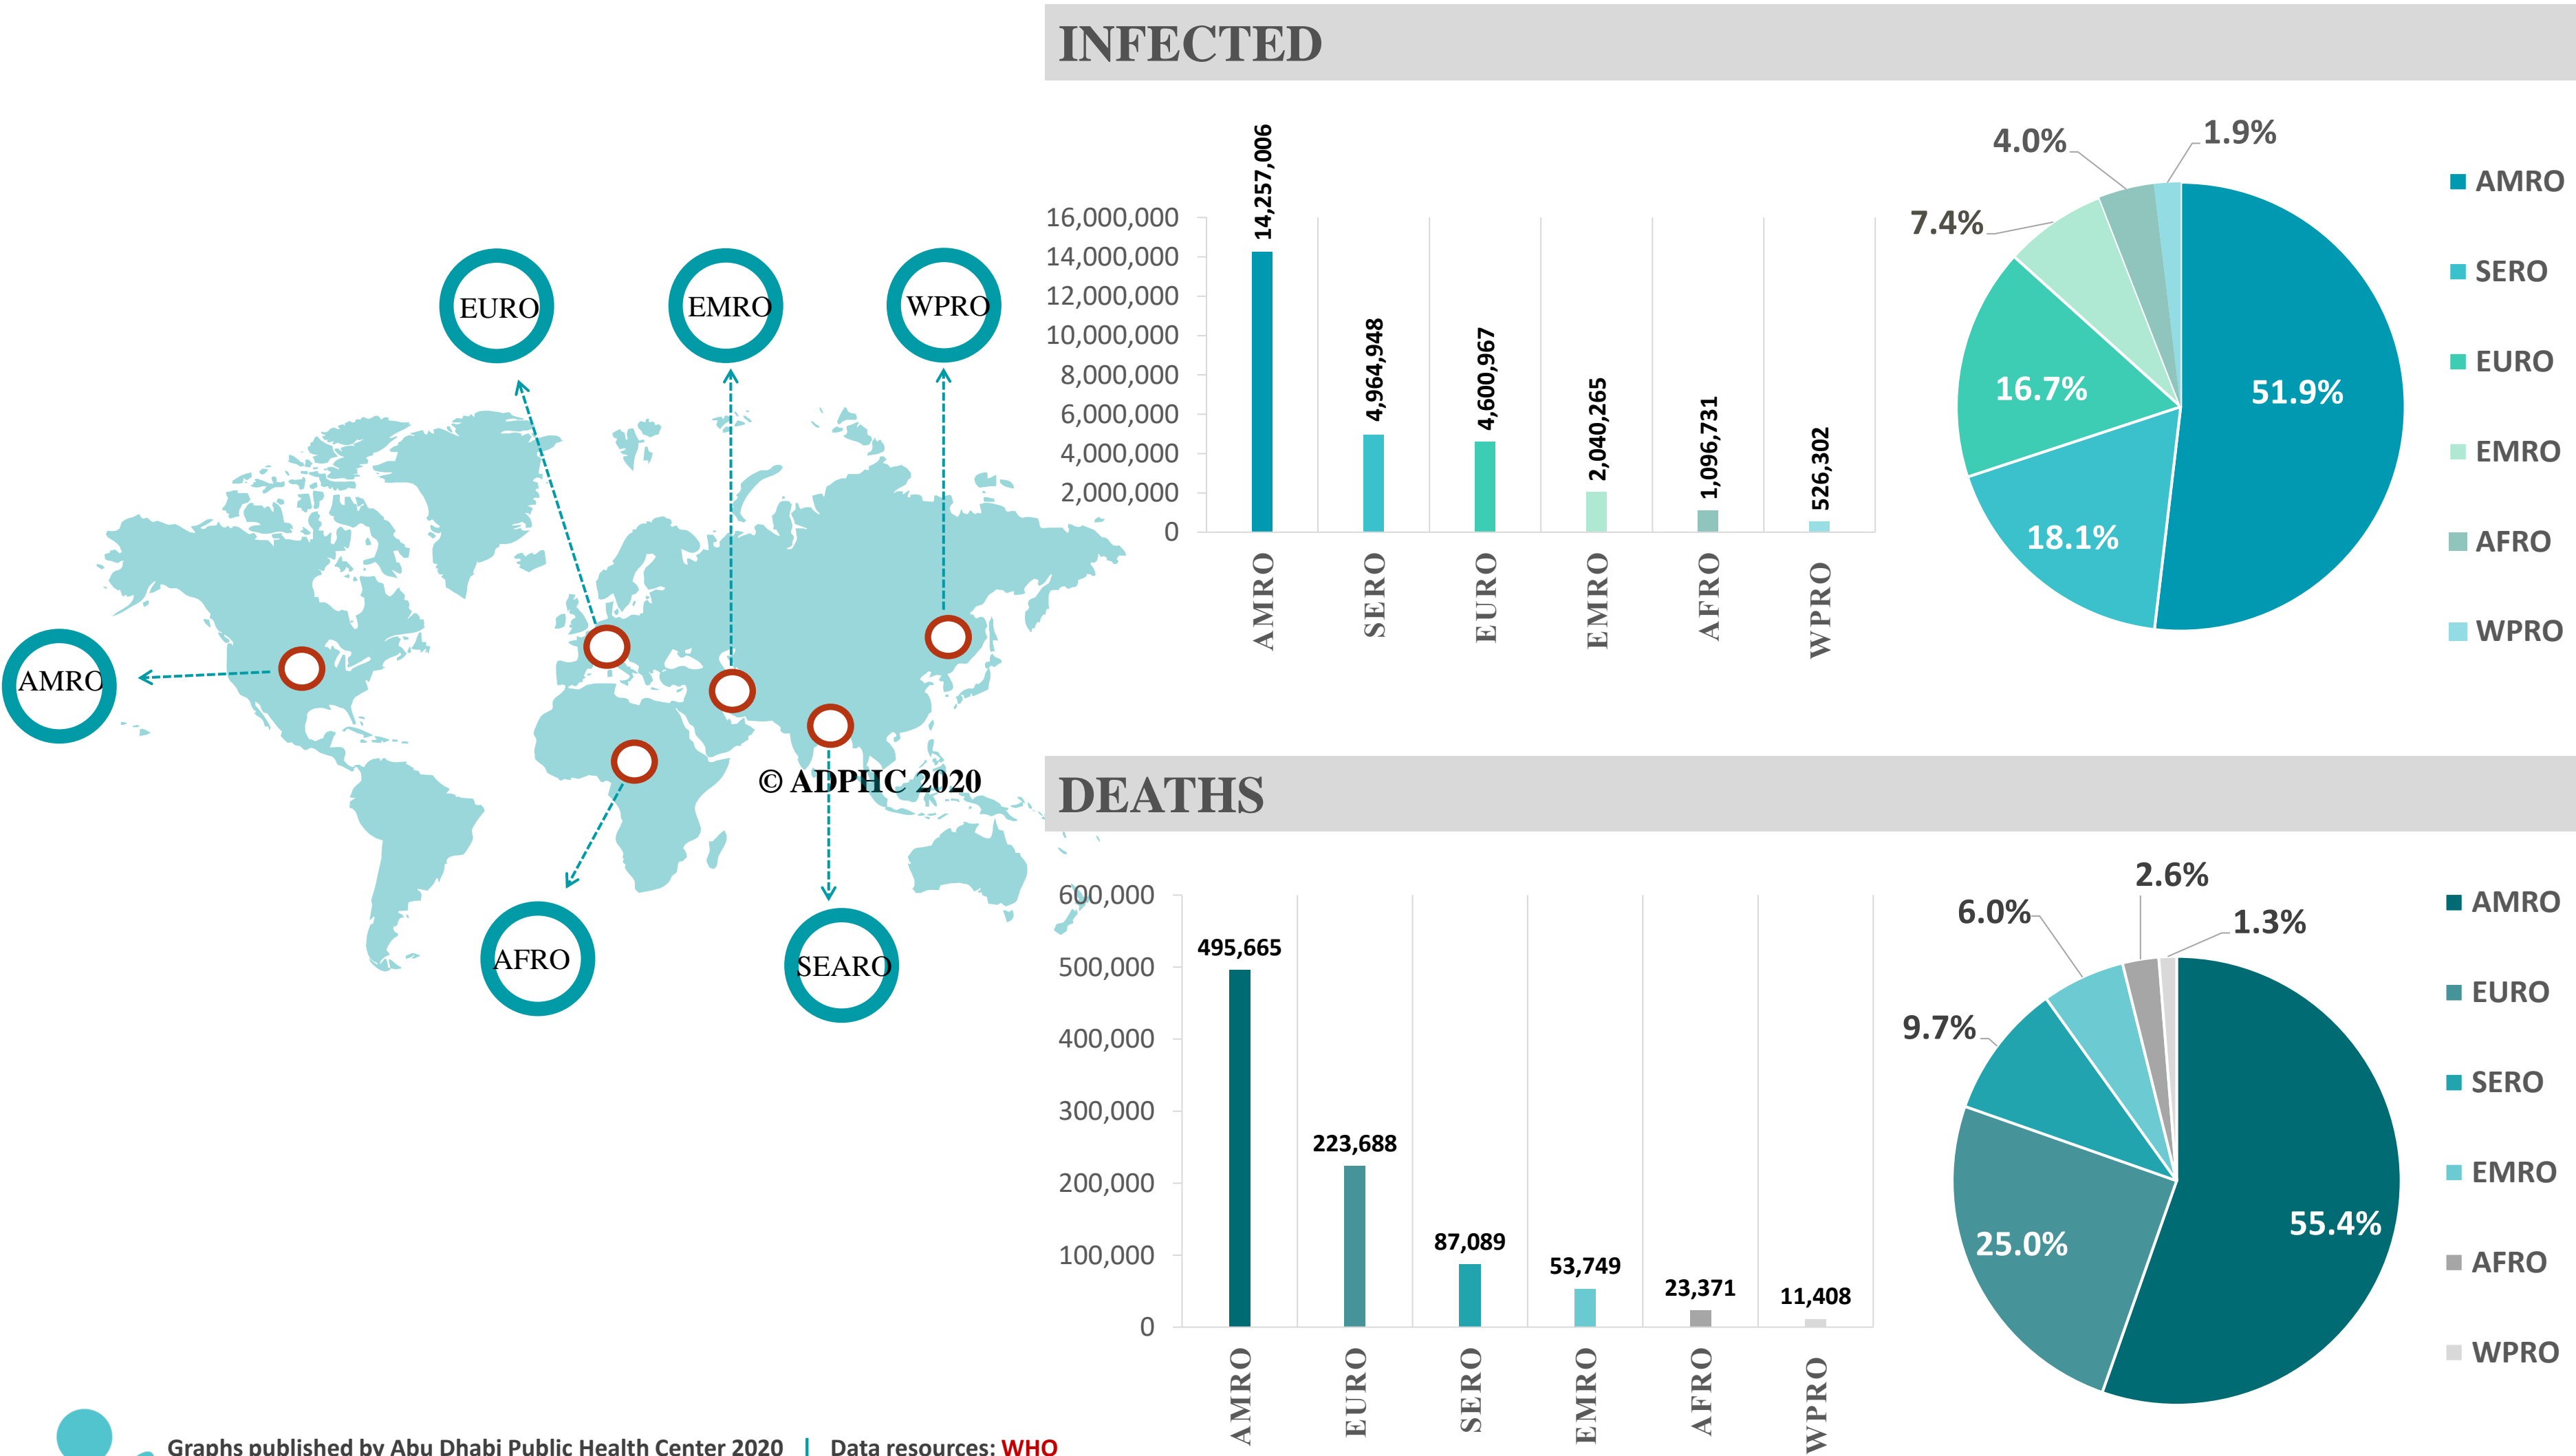 INFECTED
EURO
EMRO
WPRO
AMRO
AFRO
SEARO
© ADPHC 2020
16,000,000
14,000,000
12,000,000
10,000,000
8,000,000
6,000,000
4,000,000
2,000,000
0
14,257,006
4,964,948
4,600,967
2,040,265
1,096,731
526,302
AMRO
SERO
EURO
EMRO
AFRO
WPRO
4.0%
1.9%
7.4%
16.7%
51.9%
18.1%
AMRO
SERO
EURO
EMRO
AFRO
WPRO
DEATHS
600,000
500,000
400,000
300,000
200,000
100,000
0
495,665
223,688
87,089
53,749
23,371
11,408
AMRO
EURO
SERO
EMRO
AFRO
WPRO
2.6%
6.0%
1.3%
9.7%
55.4%
25.0%
AMRO
EURO
SERO
EMRO
AFRO
WPRO
Graphs published by Abu Dhabi Public Health Center 2020 | Data resources: WHO